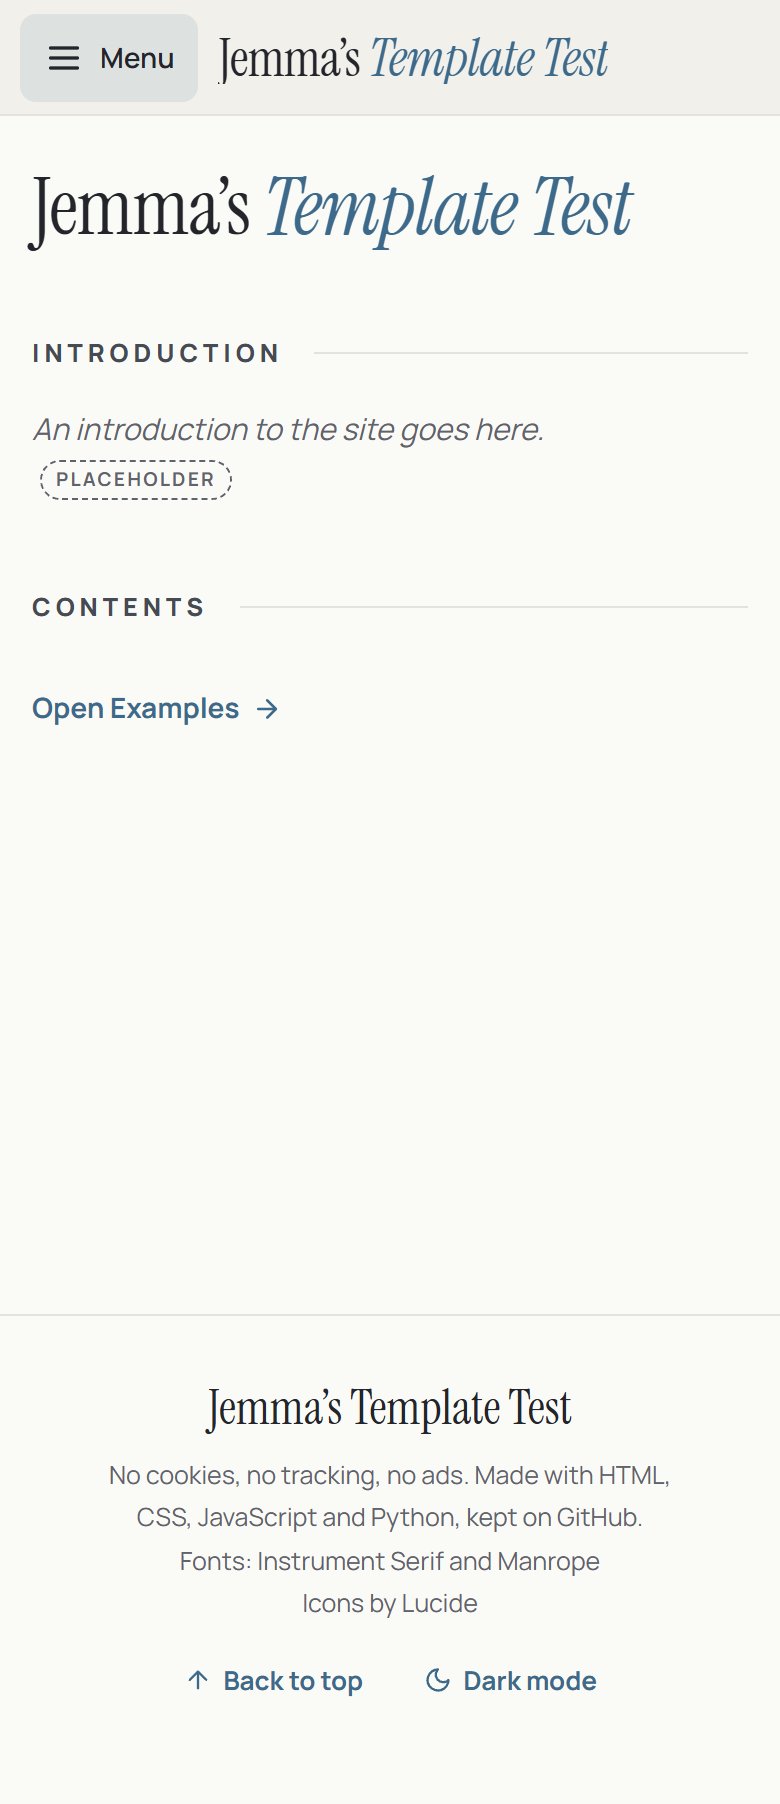 Menu
Jemma’s Template Test
Jemma’s Template Test
INTRODUCTION
An introduction to the site goes here.
PLACEHOLDER
CONTENTS
Open Examples
Jemma’s Template Test
No cookies, no tracking, no ads. Made with HTML,
CSS, JavaScript and Python, kept on GitHub.
Fonts: Instrument Serif and Manrope
Icons by Lucide
Back to top
Dark mode